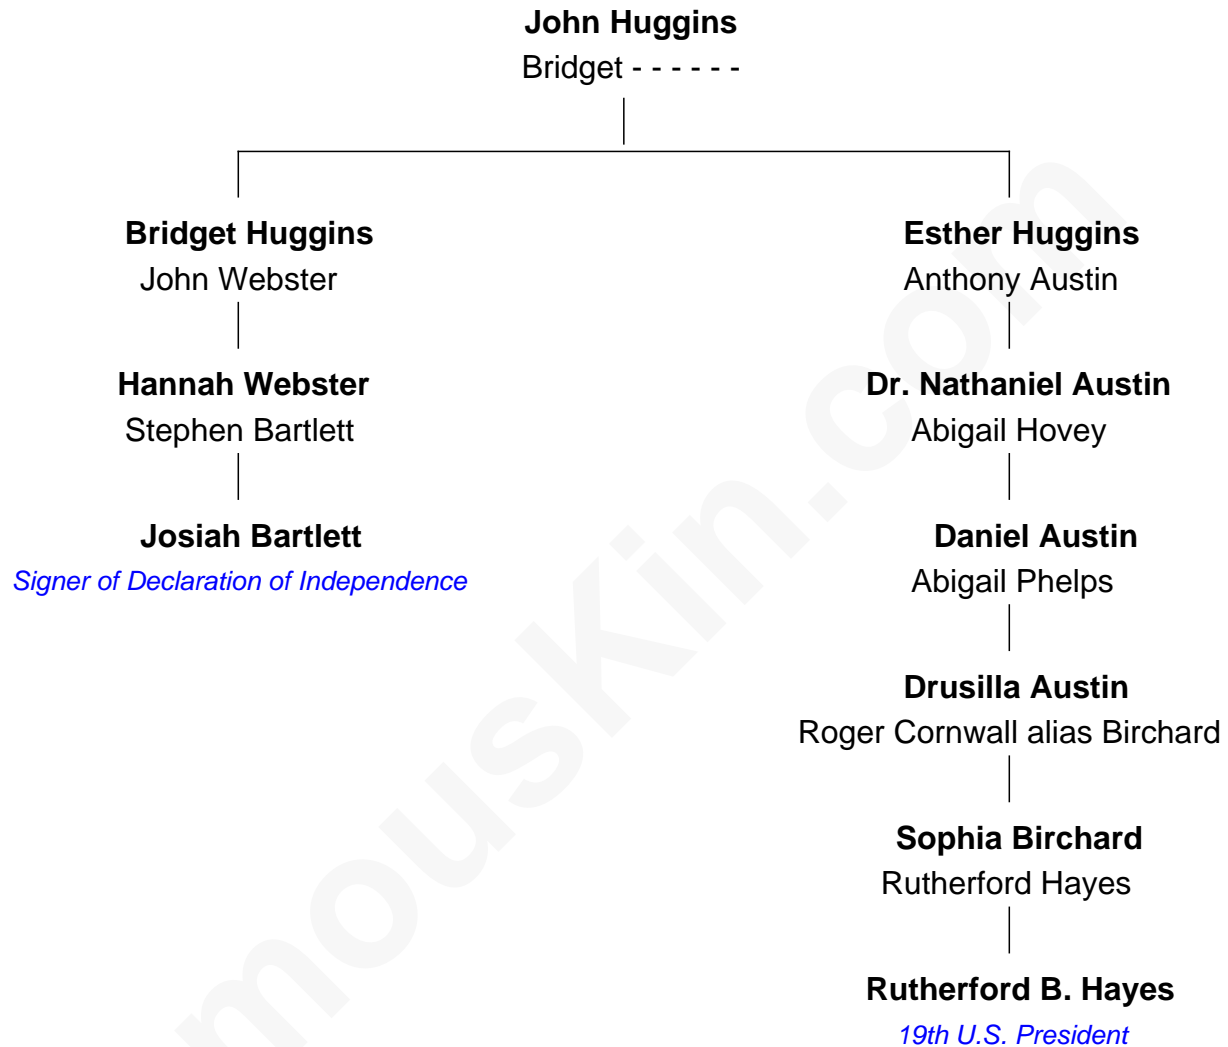 John Huggins
Bridget - - - - - -
Bridget Huggins
John Webster
Esther Huggins
Anthony Austin
Hannah Webster
Stephen Bartlett
Dr. Nathaniel Austin
Abigail Hovey
Josiah Bartlett
Signer of Declaration of Independence
Daniel Austin
Abigail Phelps
Drusilla Austin
Roger Cornwall alias Birchard
Sophia Birchard
Rutherford Hayes
Rutherford B. Hayes
19th U.S. President
mouskin.com